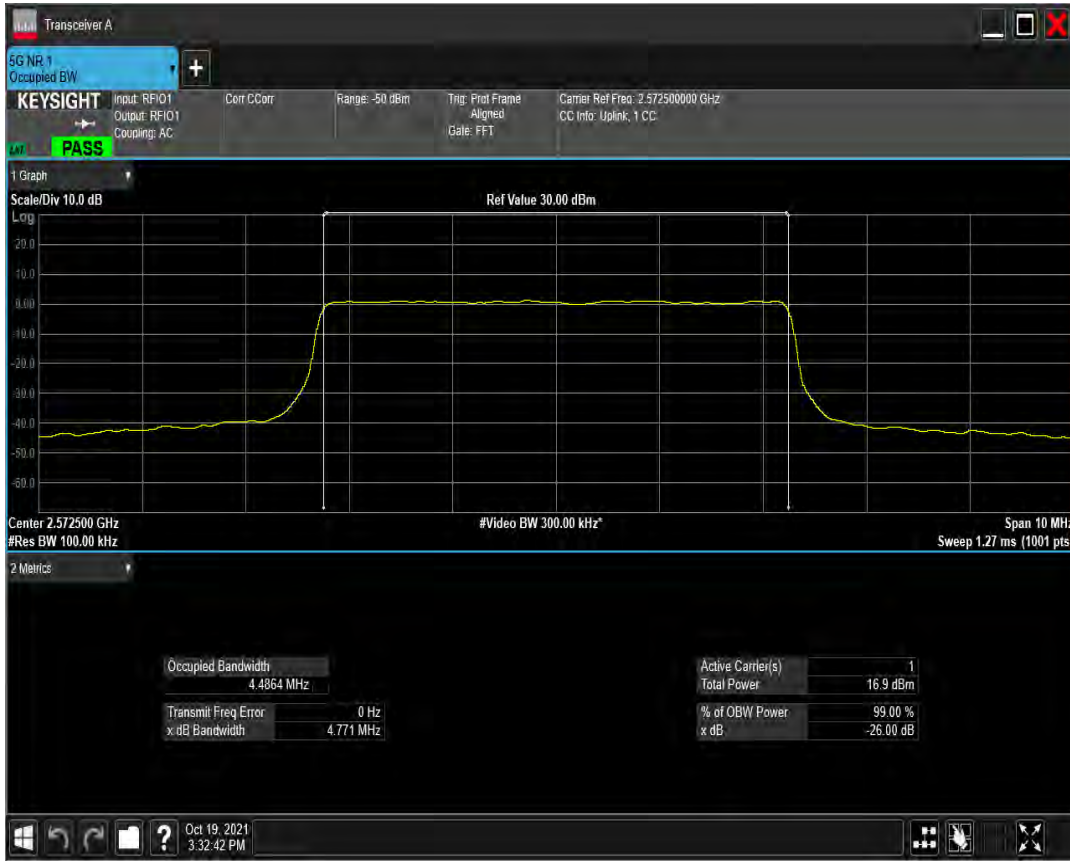 Transceiver A
5G NR 1
Occupied BW
+
KEYSIGHT
PASS
Input: RFIO1
Output: RFIO1
Coupling: AC
Corr CCorr
Range: -50 dBm
Trig: Prot Frame
Aligned
Gate: FFT
Carrier Ref Freq: 2.572500000 GHz
CC Info: Uplink, 1 CC
1 Graph
Scale/Div 10.0 dB
Ref Value 30.00 dBm
Log
20.0
10.0
0.00
-10.0
-20.0
-30.0
-40.0
-50.0
-60.0
Center 2.572500 GHz
#Video BW 300.00 kHz*
Span 10 MHz
#Res BW 100.00 kHz
Sweep 1.27 ms (1001 pts
2 Metrics
Occupied Bandwidth
4.4864 MHz
Transmit Freq Error 0 Hz
x dB Bandwidth 4.771 MHz
Active Carrier(s) 1
Total Power 16.9 dBm
% of OBW Power 99.00 %
x dB -26.00 dB
?
Oct 19, 2021
3:32:42 PM